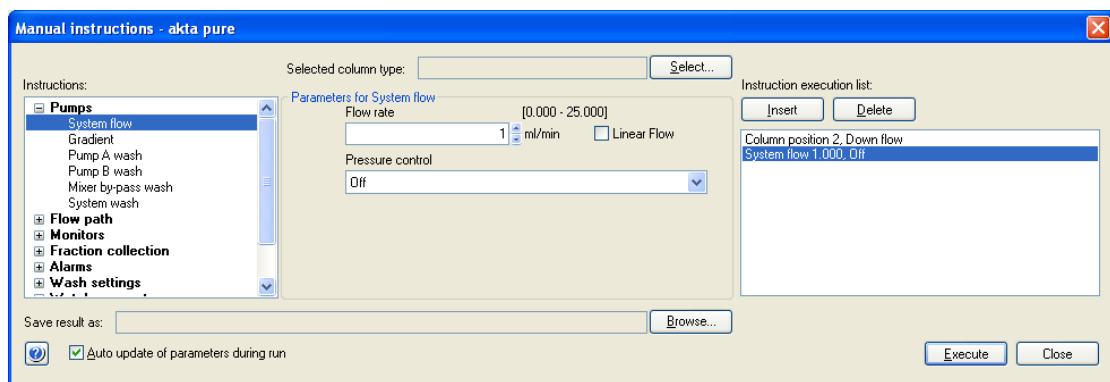 Manual instructions - akta pure
Selected column type:
Select...
Instructions:
Pumps
System flow
Gradient
Pump A wash
Pump B wash
Mixer by-pass wash
System wash
Flow path
Monitors
Fraction collection
Alarms
Wash settings
Parameters for System flow
Flow rate [0.000 - 25.000]
1 ml/min Linear Flow
Pressure control
Off
Instruction execution list:
Insert Delete
Column position 2, Down flow
System flow 1.000, Off
Save result as:
Browse...
Auto update of parameters during run
Execute Close